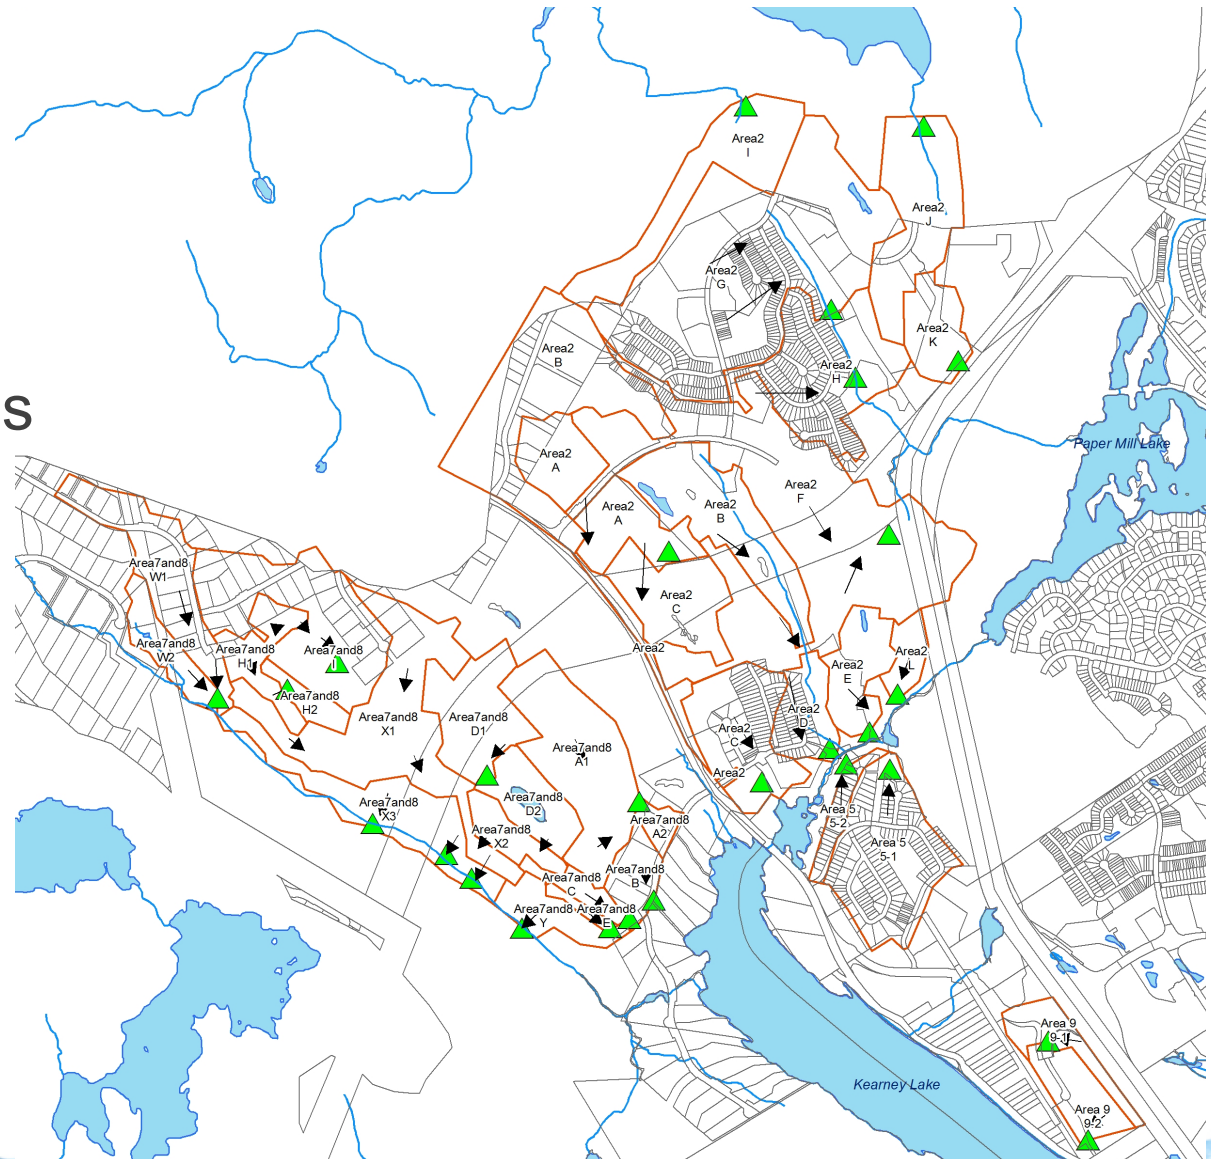 Area2
I
Area2
J
Area2
G
Area2
K
Area2
B
Area2
H
s
Paper Mill Lake
Area2
A
Area2
F
Area2
A
Area2
B
Area7and8
W1
Area2
C
Area7and8
W2
Area7and8
H1
Area7and8
I
Area2
Area2
E
Area2
L
Area7and8
H2
Area7and8
X1
Area7and8
D1
Area2
D
Area2
C
Area7and8
A1
Area2
Area7and8
X3
Area7and8
D2
Area 5
5-2
Area7and8
X2
Area7and8
A2
Area 5
5-1
Area7and8
C
Area7and8
B
Area7and8
Y
Area7and8
E
Area 9
9-1
Kearney Lake
Area 9
9-2